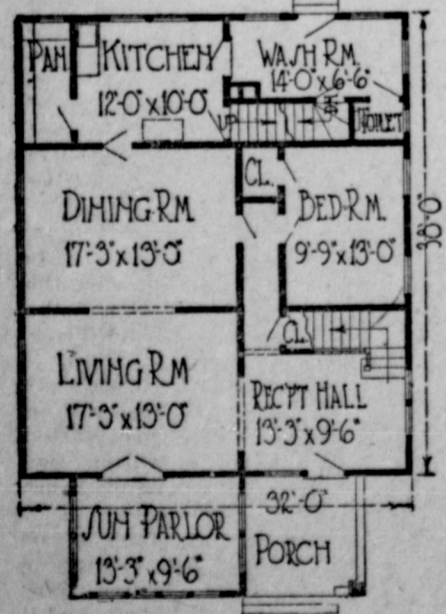 PAN.
KITCHEN
12'-0" x 10'-0"
WASH RM.
14'-0" x 6'-6"
UP
TOILET
CL.
DINING-RM.
17'-3" x 13'-0"
BED-RM.
9'-9" x 13'-0"
38'-0"
LIVING RM
17'-3" x 13'-0"
CL.
REC'PT HALL
13'-3" x 9'-6"
32'-0"
SUN PARLOR
13'-3" x 9'-6"
PORCH